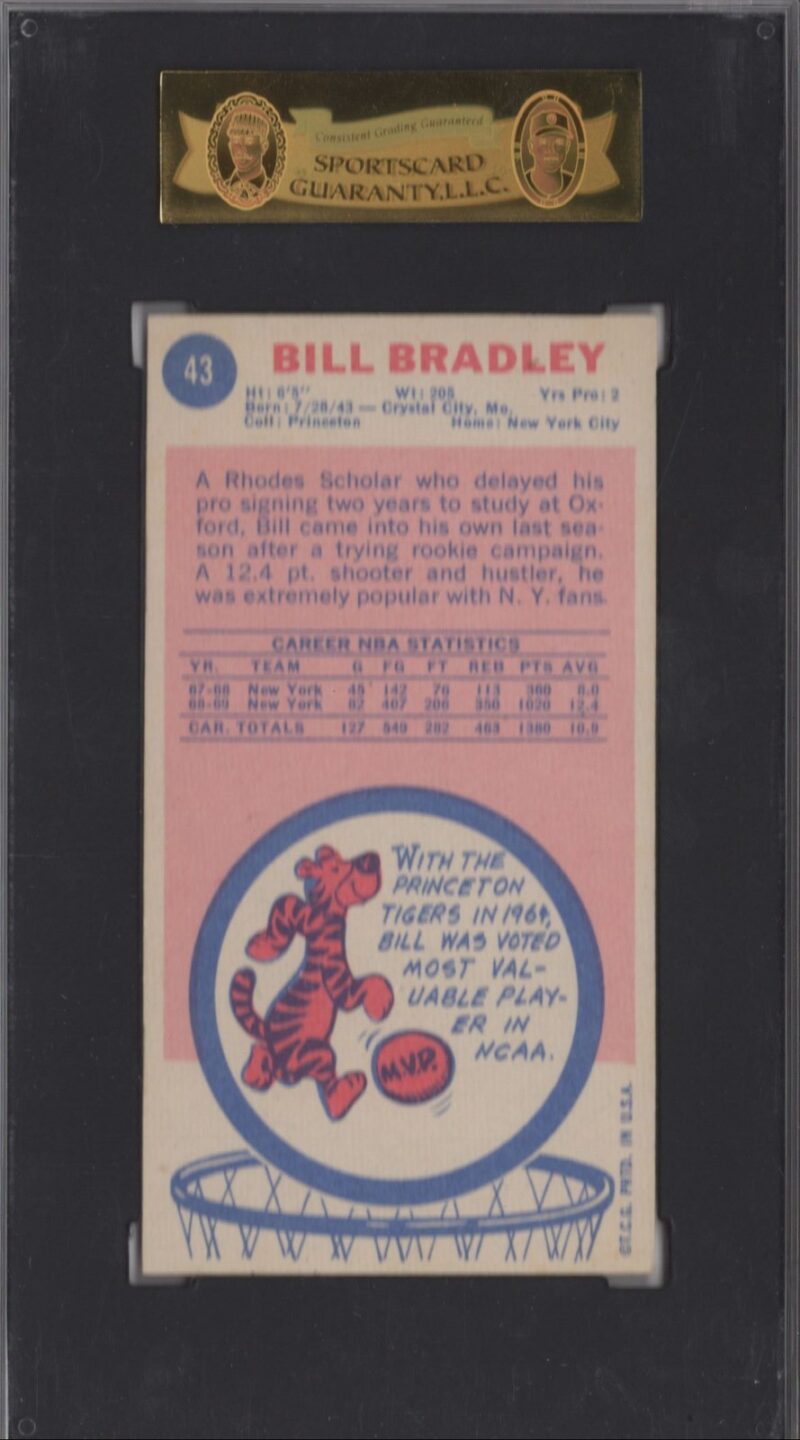 Consistent Grading Guaranteed
SPORTSCARD
GUARANTY, L.L.C.
43
BILL BRADLEY
Ht: 6'5" Wt: 205 Yrs Pro: 2
Born: 7/28/43 — Crystal City, Mo.
Coll: Princeton Home: New York City
A Rhodes Scholar who delayed his
pro signing two years to study at Ox-
ford, Bill came into his own last sea-
son after a trying rookie campaign.
A 12.4 pt. shooter and hustler, he
was extremely popular with N. Y. fans.
CAREER NBA STATISTICS
YR. TEAM G FG FT REB PTS AVG
67-68 New York 45 142 76 113 360 8.0
68-69 New York 82 407 206 350 1020 12.4
CAR. TOTALS 127 549 282 463 1380 10.9
WITH THE
PRINCETON
TIGERS IN 1964,
BILL WAS VOTED
MOST VAL-
UABLE PLAY-
ER IN
NCAA.
M.V.P.
©T.C.G. PRTD. IN U.S.A.